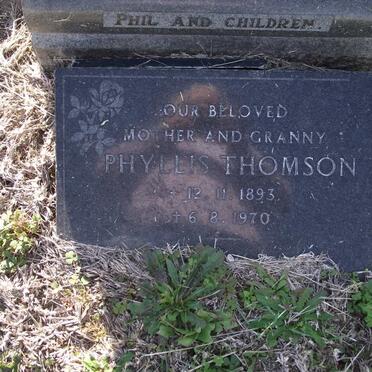 PHIL AND CHILDREN.
OUR BELOVED
MOTHER AND GRANNY
PHYLLIS THOMSON
12. 11. 1893.
6. 8. 1970